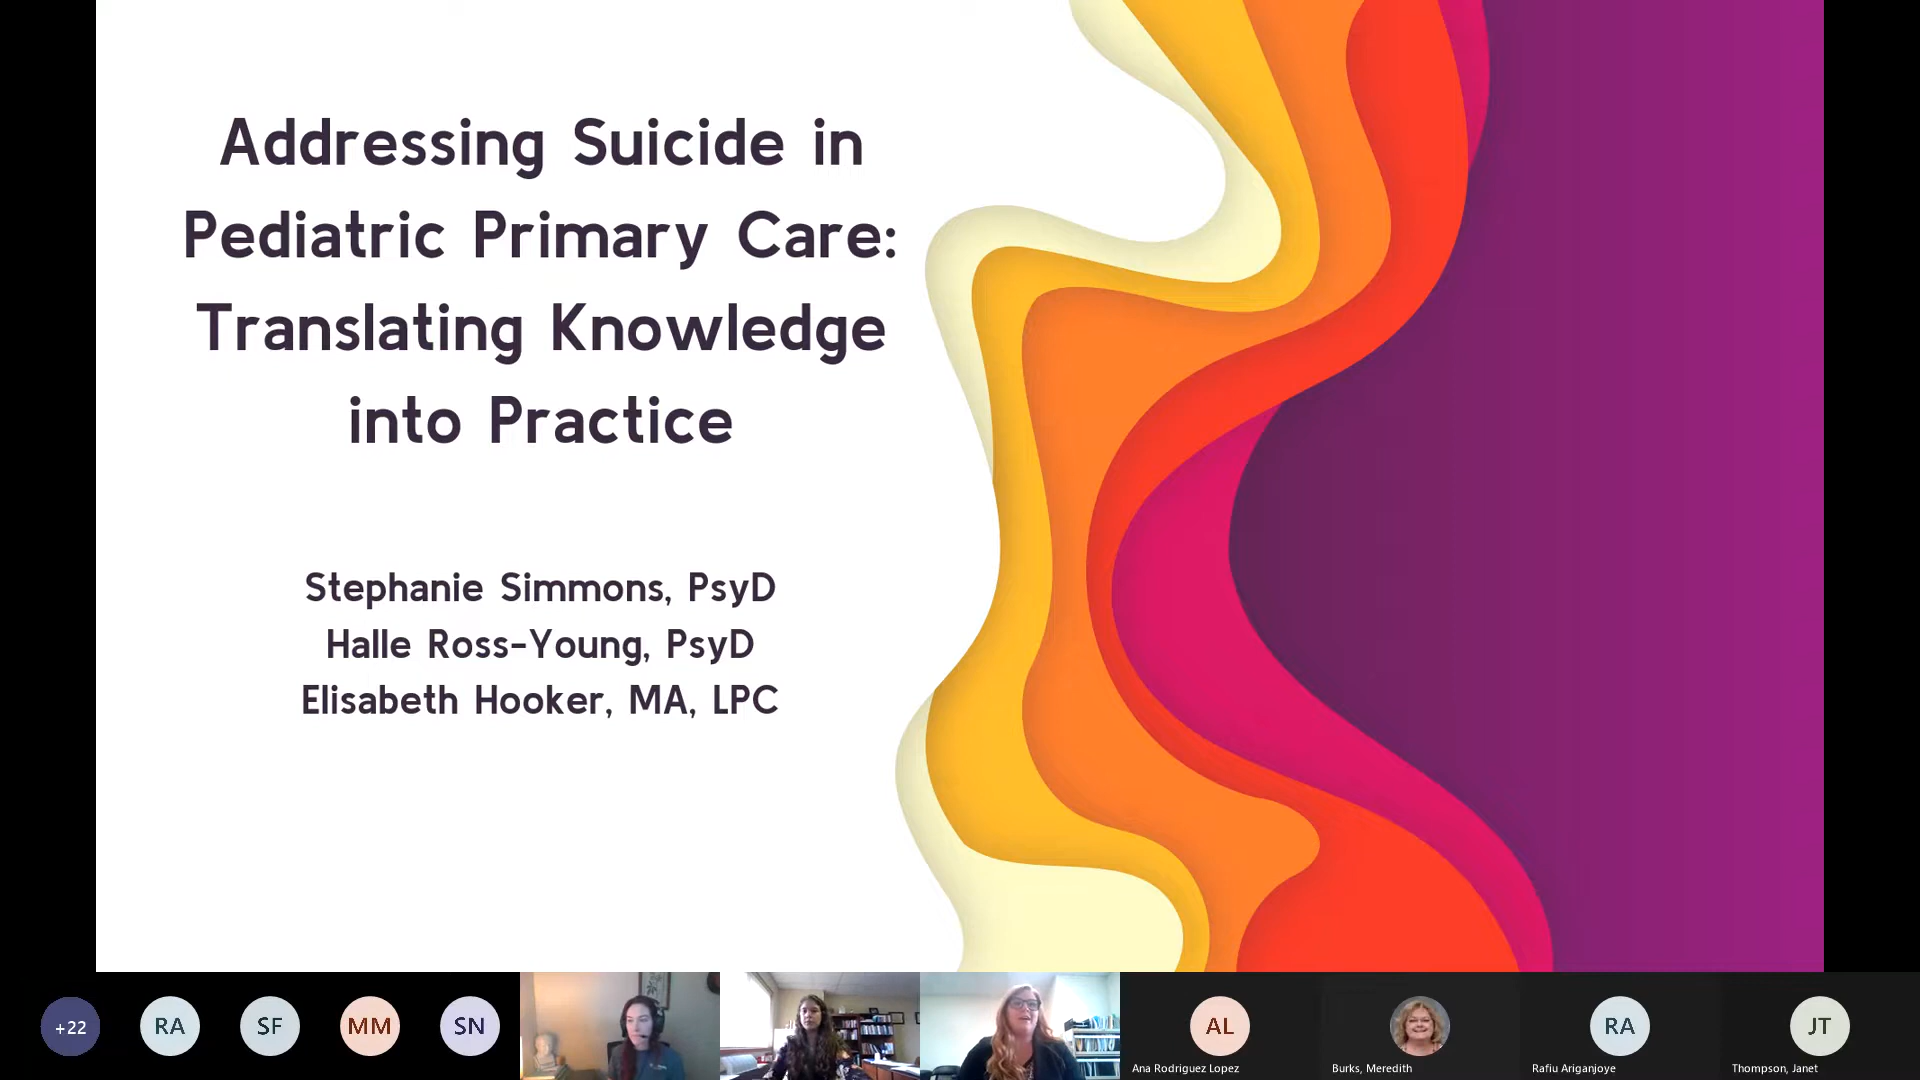 Addressing Suicide in
Pediatric Primary Care:
Translating Knowledge
into Practice
Stephanie Simmons, PsyD
Halle Ross-Young, PsyD
Elisabeth Hooker, MA, LPC
+22
RA
SF
MM
SN
AL
Ana Rodriguez Lopez
Burks, Meredith
RA
Rafiu Ariganjoye
JT
Thompson, Janet